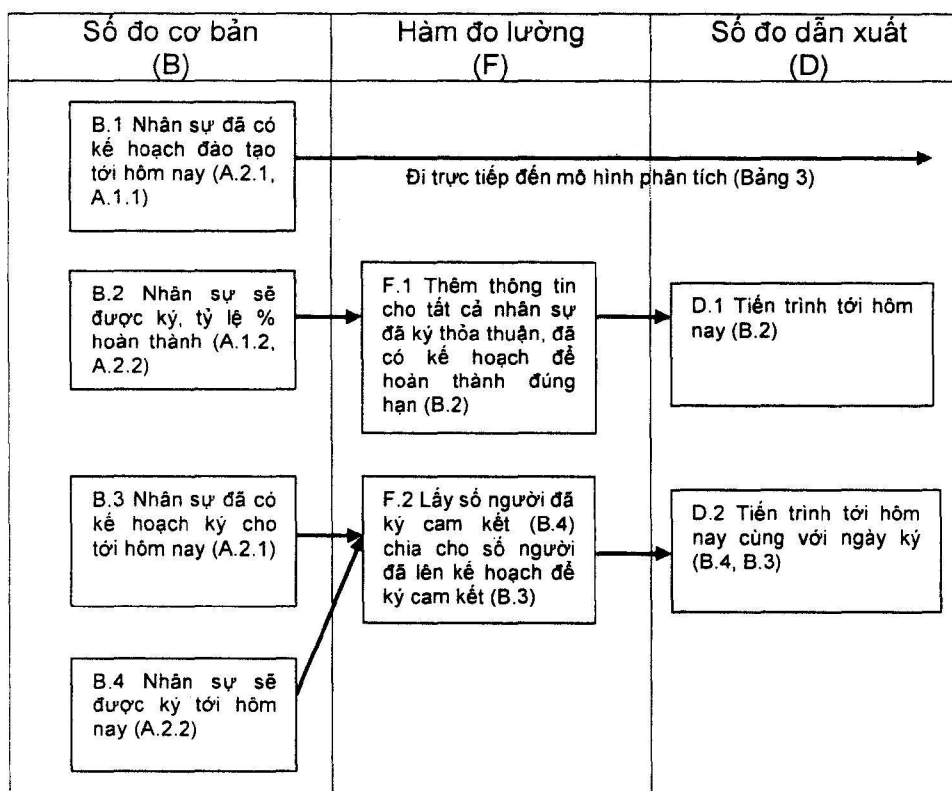 Số đo cơ bản
(B)
Hàm đo lường
(F)
Số đo dẫn xuất
(D)
B.1 Nhân sự đã có
kế hoạch đào tạo
tới hôm nay (A.2.1,
A.1.1)
Đi trực tiếp đến mô hình phân tích (Bảng 3)
B.2 Nhân sự sẽ
được ký, tỷ lệ %
hoàn thành (A.1.2,
A.2.2)
F.1 Thêm thông tin
cho tất cả nhân sự
đã ký thỏa thuận, đã
có kế hoạch để
hoàn thành đúng
hạn (B.2)
D.1 Tiến trình tới hôm
nay (B.2)
B.3 Nhân sự đã có
kế hoạch ký cho
tới hôm nay (A.2.1)
F.2 Lấy số người đã
ký cam kết (B.4)
chia cho số người
đã lên kế hoạch để
ký cam kết (B.3)
D.2 Tiến trình tới hôm
nay cùng với ngày ký
(B.4, B.3)
B.4 Nhân sự sẽ
được ký tới hôm
nay (A.2.2)